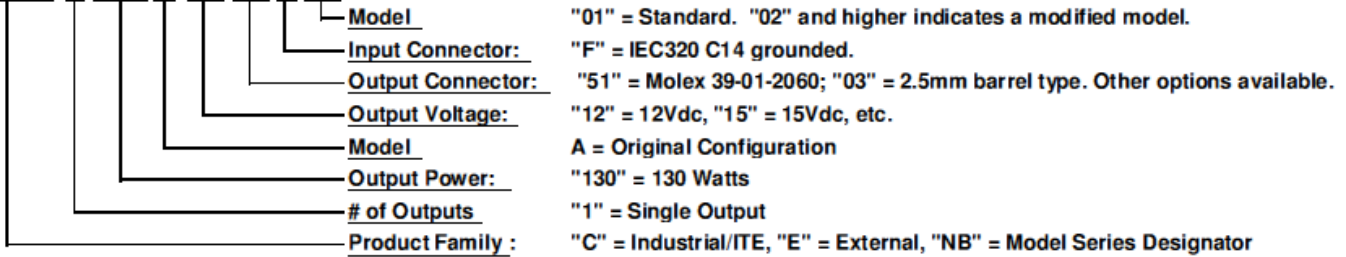 Model "01" = Standard. "02" and higher indicates a modified model.
Input Connector: "F" = IEC320 C14 grounded.
Output Connector: "51" = Molex 39-01-2060; "03" = 2.5mm barrel type. Other options available.
Output Voltage: "12" = 12Vdc, "15" = 15Vdc, etc.
Model A = Original Configuration
Output Power: "130" = 130 Watts
# of Outputs "1" = Single Output
Product Family : "C" = Industrial/ITE, "E" = External, "NB" = Model Series Designator